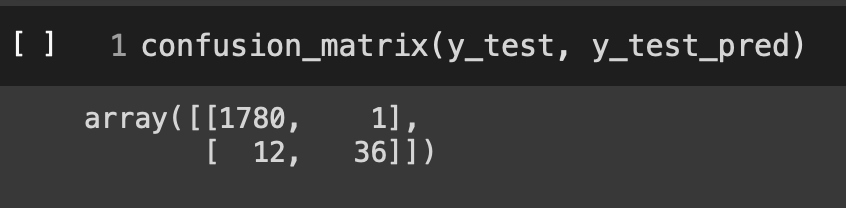 [ ] 1 confusion_matrix(y_test, y_test_pred)
array([[1780,    1],
       [  12,   36]])